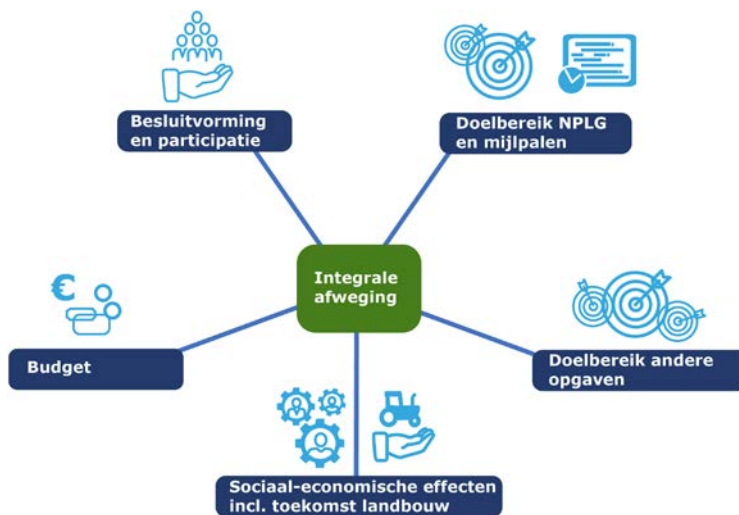 Besluitvorming
en participatie
Doelbereik NPLG
en mijlpalen
Integrale
afweging
€
Budget
Doelbereik andere
opgaven
Sociaal-economische effecten
incl. toekomst landbouw